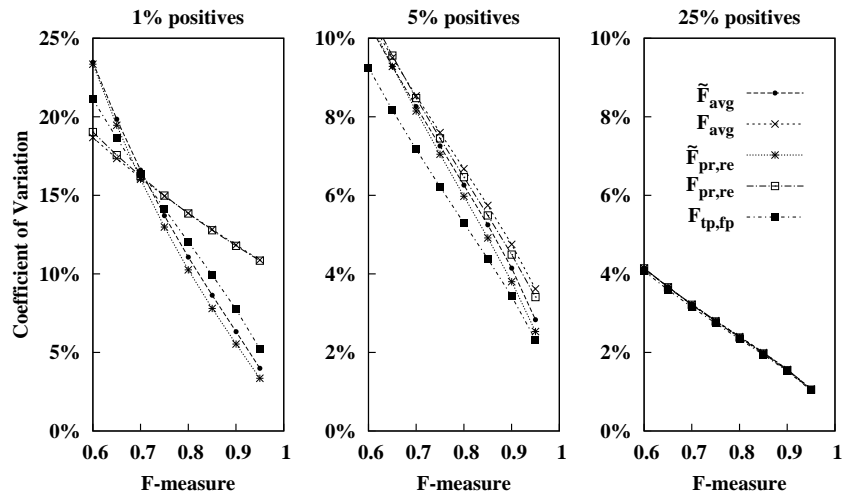 1% positives
5% positives
25% positives
Coefficient of Variation
25%
20%
15%
10%
5%
0%
0.6 0.7 0.8 0.9 1
F-measure
10%
8%
6%
4%
2%
0%
0.6 0.7 0.8 0.9 1
F-measure
10%
8%
6%
4%
2%
0%
0.6 0.7 0.8 0.9 1
F-measure
F̃avg
Favg
F̃pr,re
Fpr,re
Ftp,fp